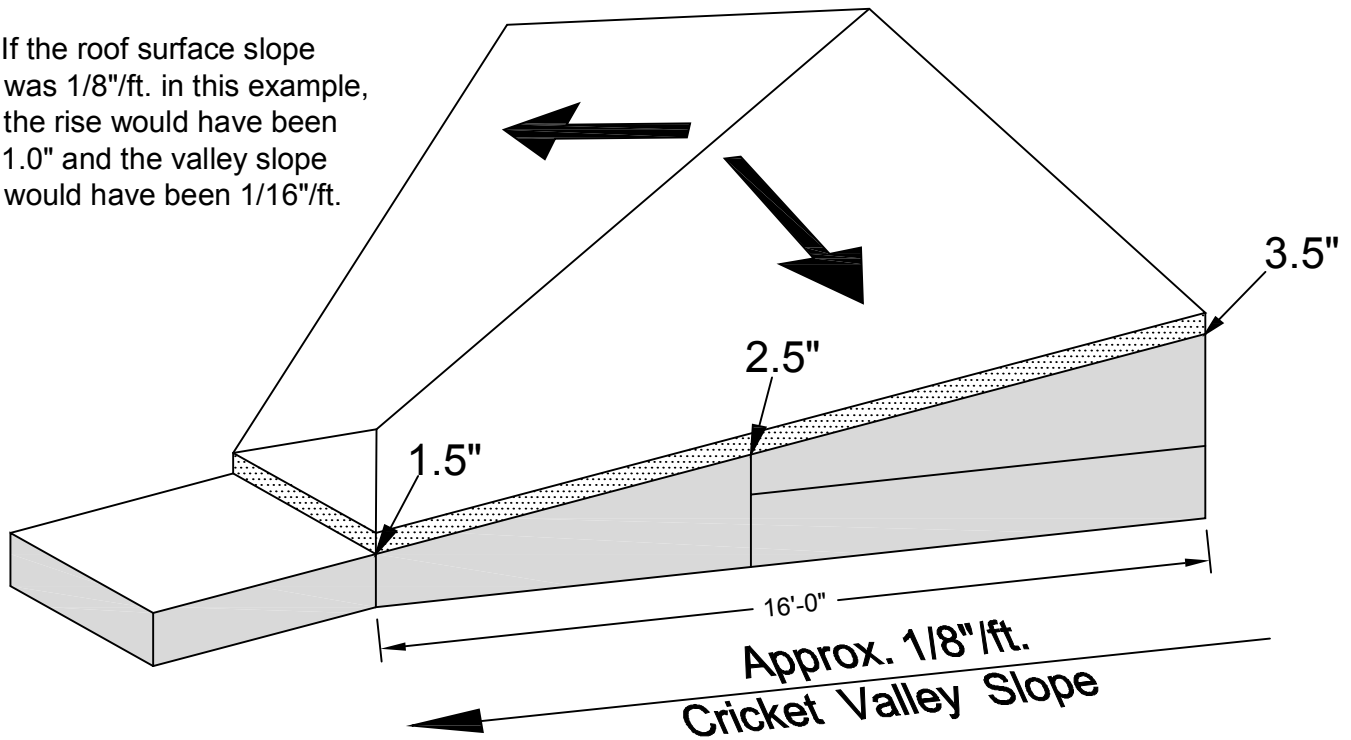 If the roof surface slope
was 1/8"/ft. in this example,
the rise would have been
1.0" and the valley slope
would have been 1/16"/ft.
3.5"
2.5"
1.5"
16'-0"
Approx. 1/8"/ft.
Cricket Valley Slope